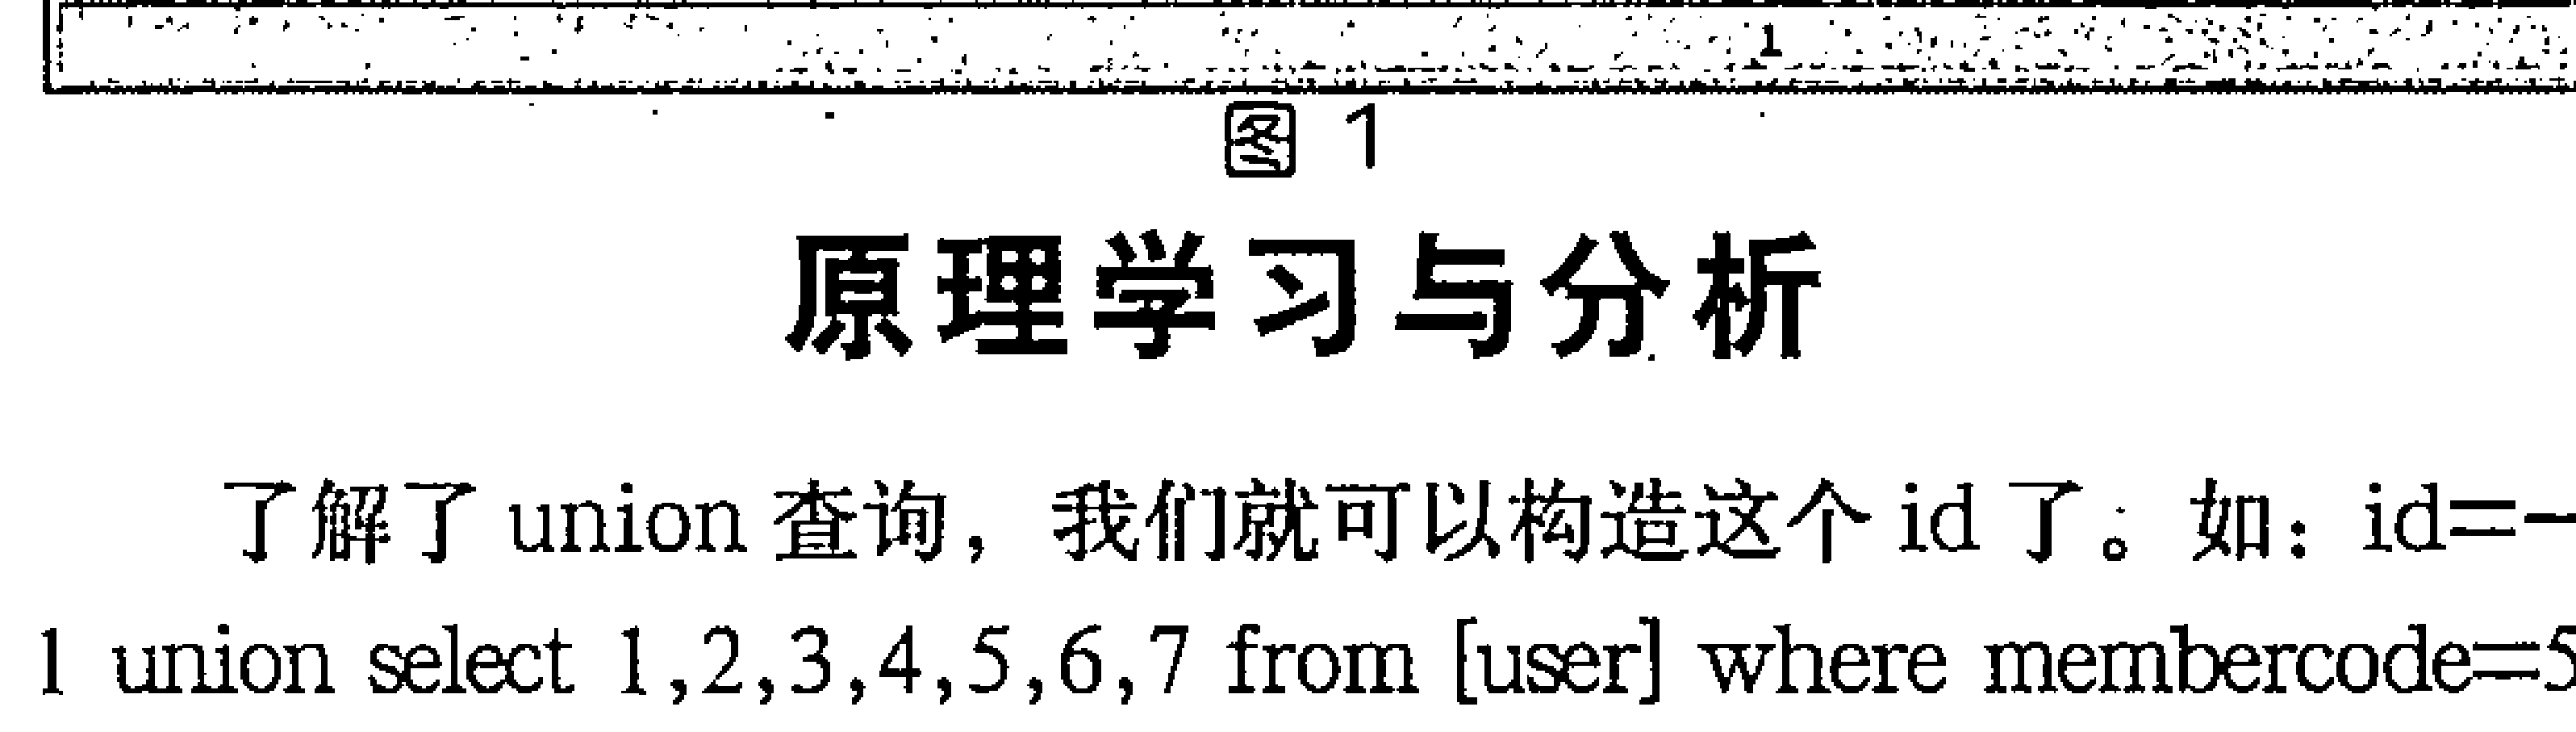 1
图 1
原理学习与分析
了解了 union 查询，我们就可以构造这个 id 了。如：id=-
1 union select 1,2,3,4,5,6,7 from [user] where membercode=5